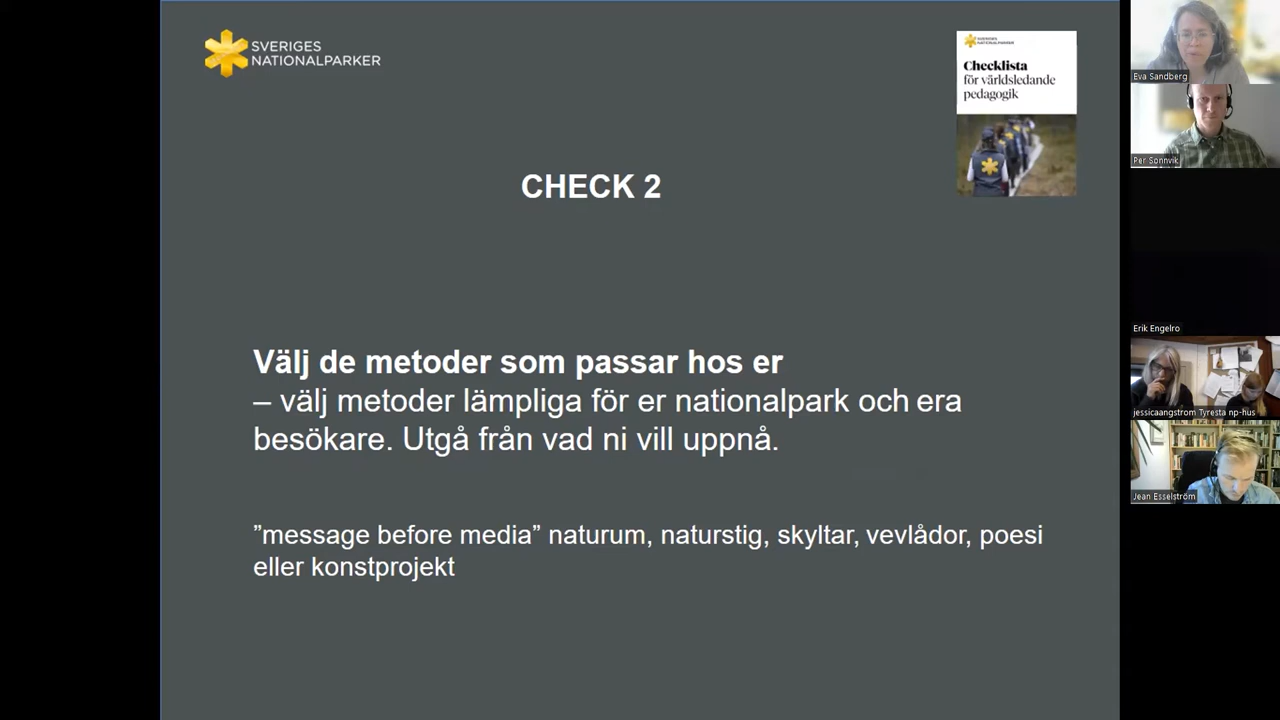 SVERIGES
NATIONALPARKER
SVERIGES
NATIONALPARKER
Checklista
för världsledande
pedagogik
CHECK 2
Välj de metoder som passar hos er
– välj metoder lämpliga för er nationalpark och era
besökare. Utgå från vad ni vill uppnå.
”message before media” naturum, naturstig, skyltar, vevlådor, poesi
eller konstprojekt
Eva Sandberg
Per Sonnvik
Erik Engelro
jessicaangstrom Tyresta np-hus
Jean Esselström